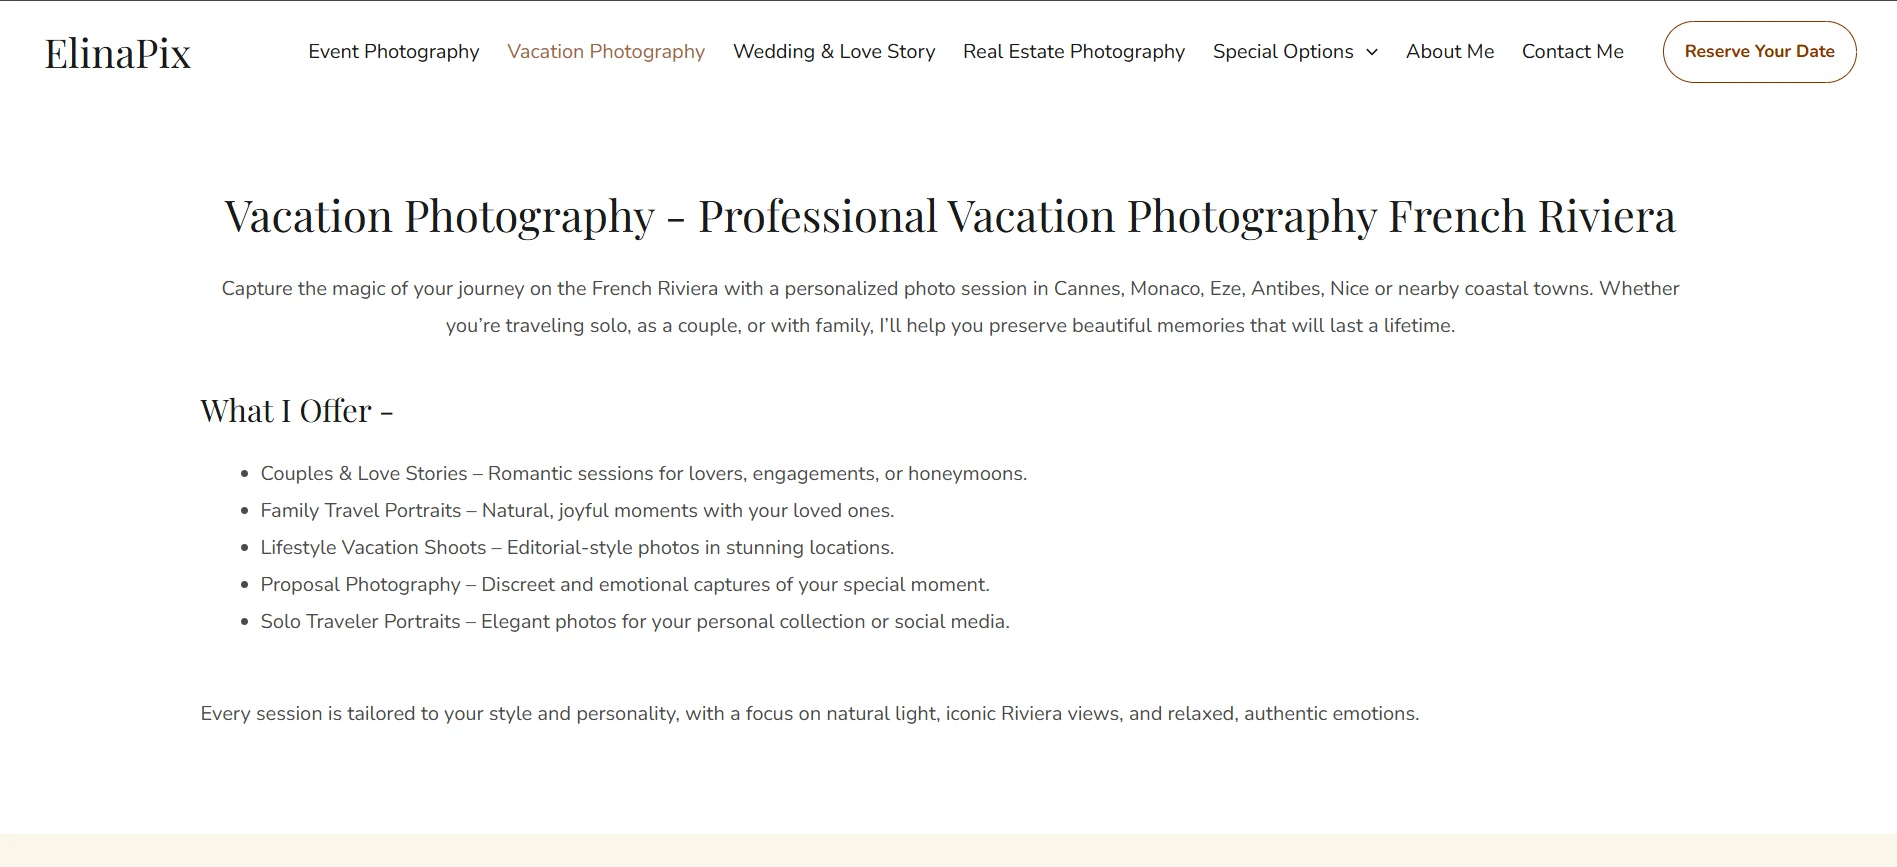 ElinaPix
Event Photography
Vacation Photography
Wedding & Love Story
Real Estate Photography
Special Options
About Me
Contact Me
Reserve Your Date
Vacation Photography - Professional Vacation Photography French Riviera
Capture the magic of your journey on the French Riviera with a personalized photo session in Cannes, Monaco, Eze, Antibes, Nice or nearby coastal towns. Whether
you’re traveling solo, as a couple, or with family, I’ll help you preserve beautiful memories that will last a lifetime.
What I Offer -
• Couples & Love Stories – Romantic sessions for lovers, engagements, or honeymoons.
• Family Travel Portraits – Natural, joyful moments with your loved ones.
• Lifestyle Vacation Shoots – Editorial-style photos in stunning locations.
• Proposal Photography – Discreet and emotional captures of your special moment.
• Solo Traveler Portraits – Elegant photos for your personal collection or social media.
Every session is tailored to your style and personality, with a focus on natural light, iconic Riviera views, and relaxed, authentic emotions.